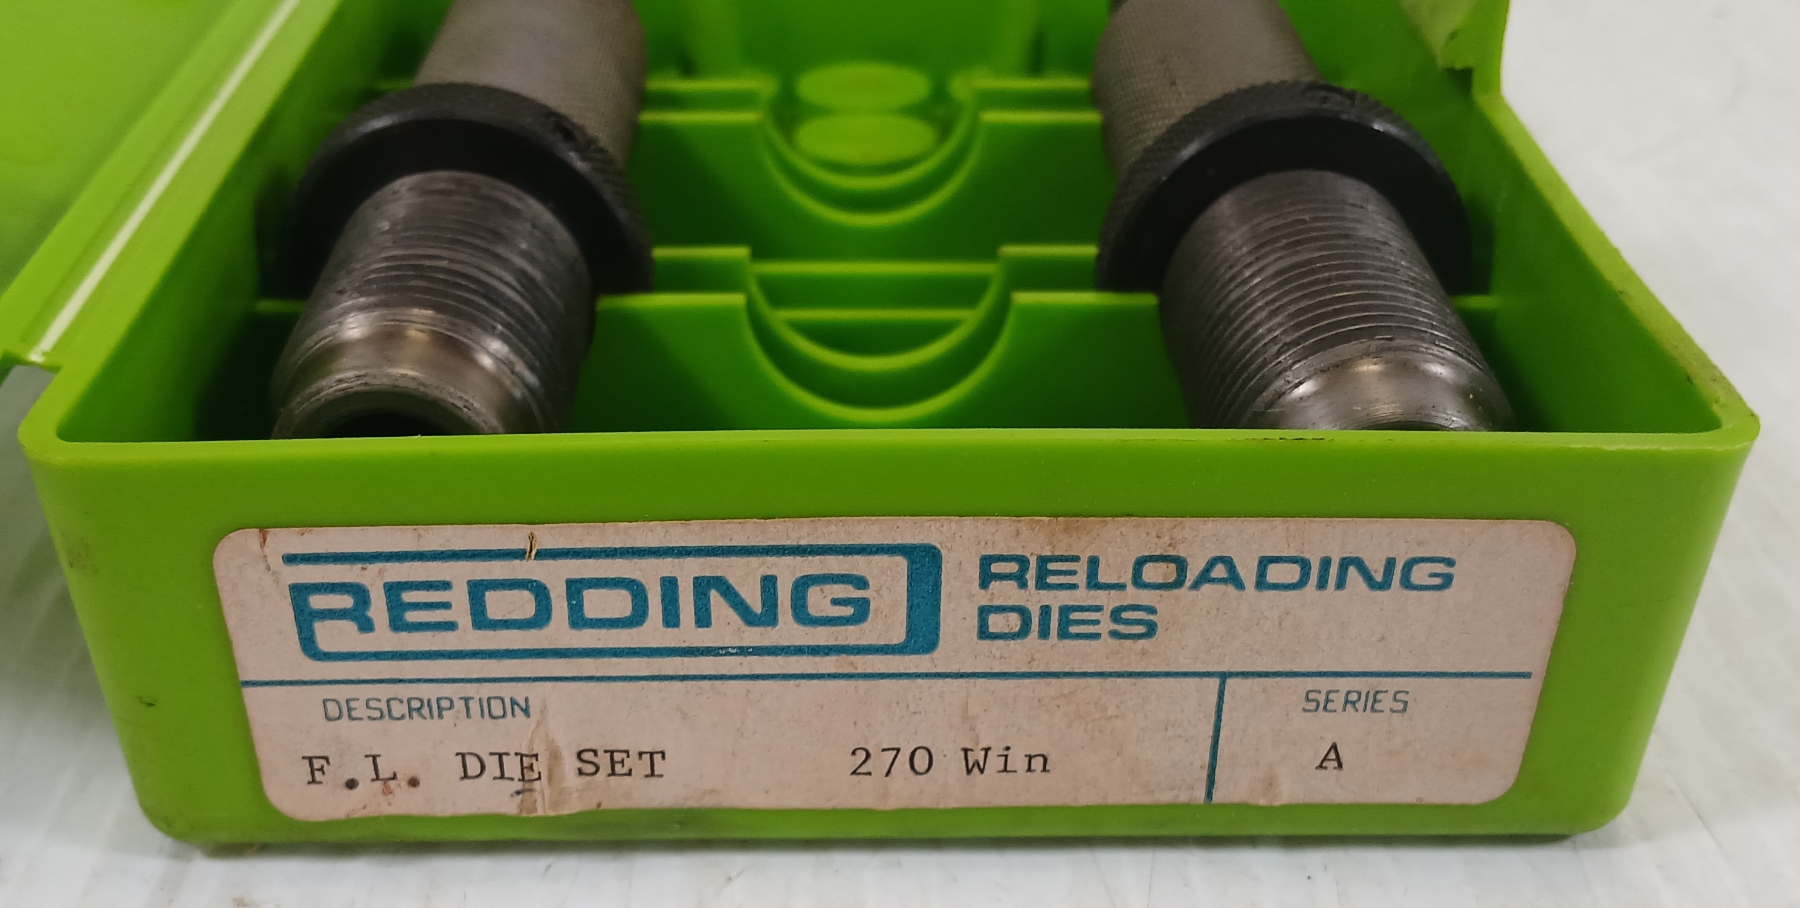 REDDING
RELOADING
DIES
DESCRIPTION
SERIES
F.L. DIE SET 270 Win
A